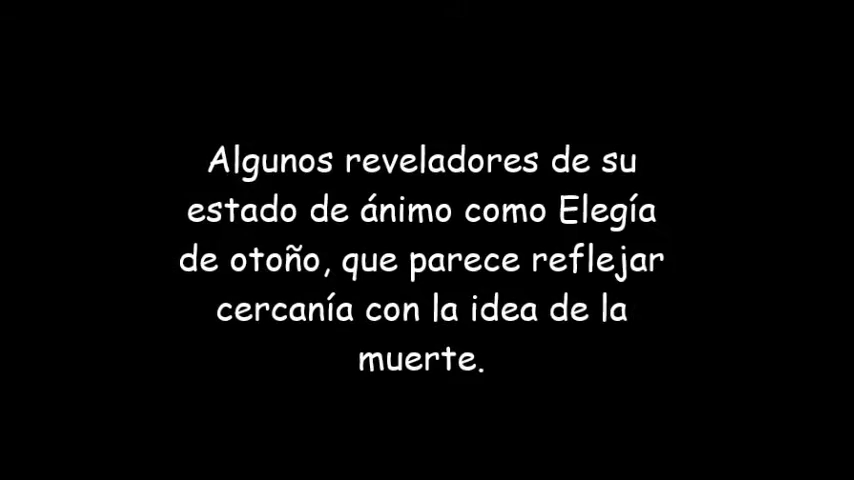 Algunos reveladores de su
estado de ánimo como Elegía
de otoño, que parece reflejar
cercanía con la idea de la
muerte.